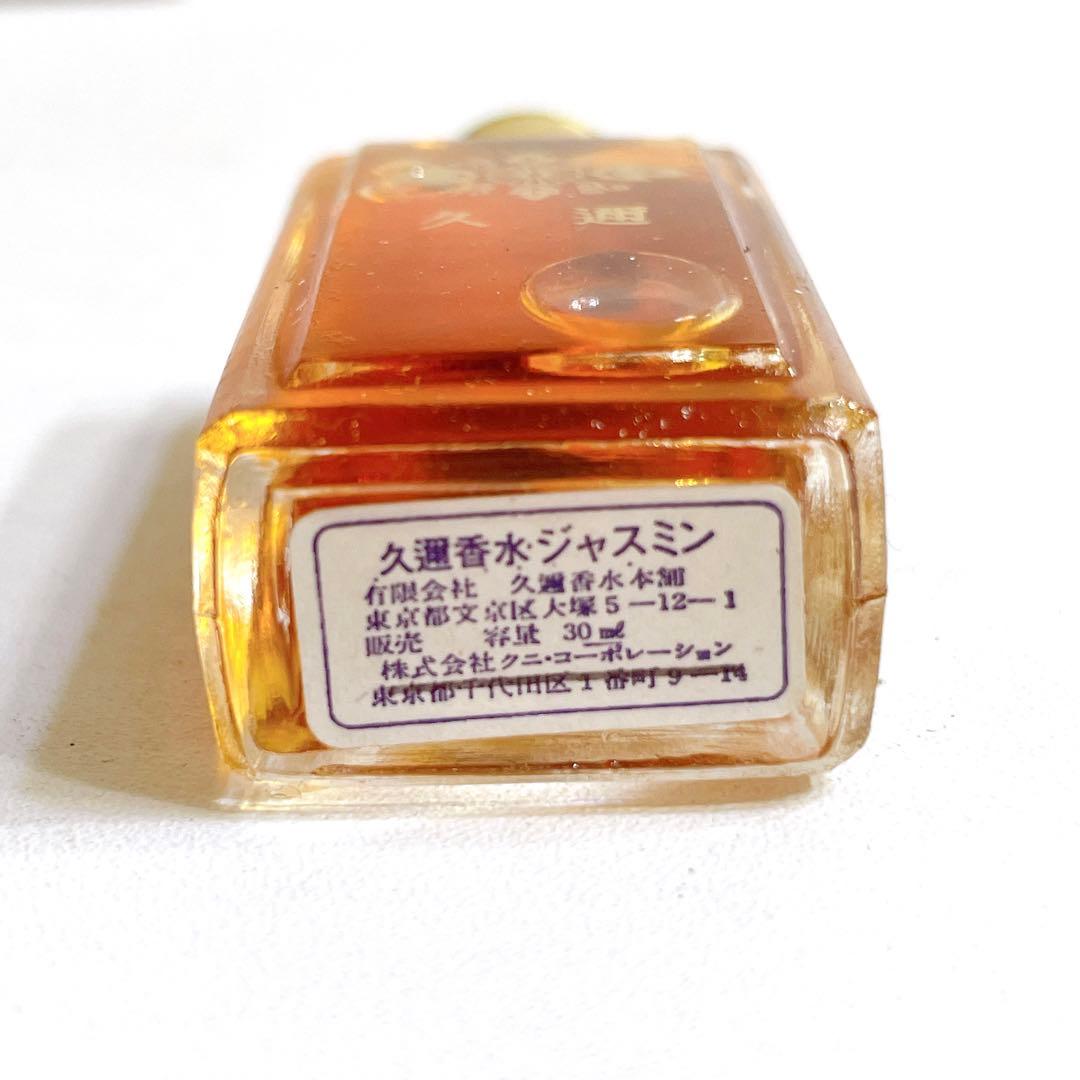 久邇
久邇香水・ジャスミン
有限会社 久邇香水本舗
東京都文京区大塚5－12－1
販売 容量 30㎖
株式会社クニ・コーポレーション
東京都千代田区1番町9－14